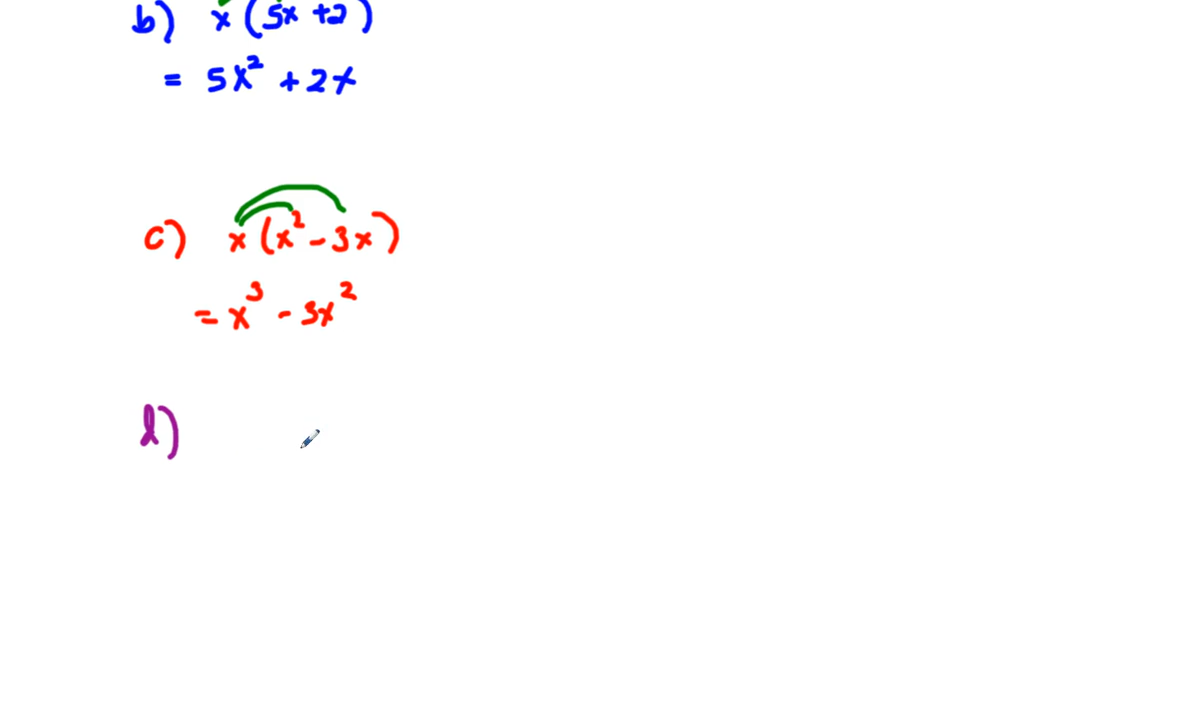 b) x(5x+2)
= 5x² + 2x
c) x(x² - 3x)
= x³ - 3x²
d)